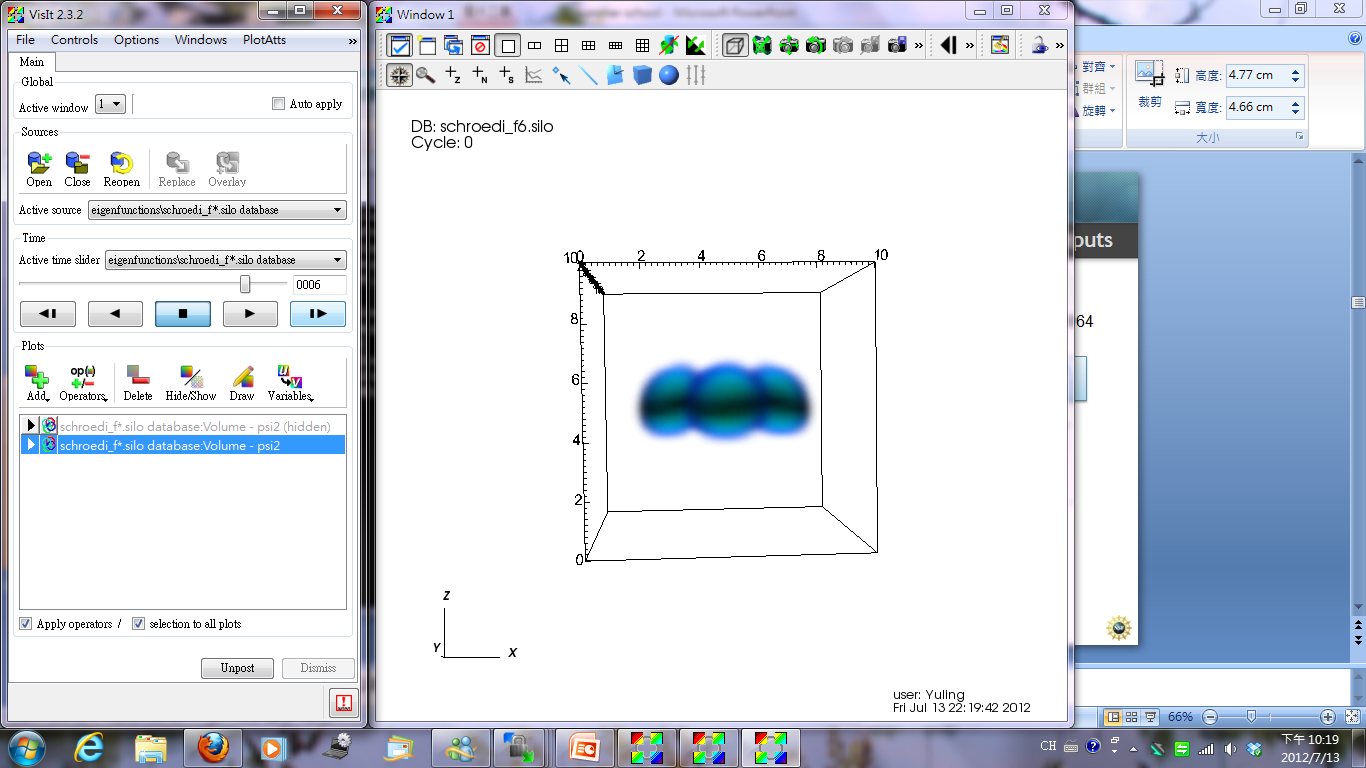 VisIt 2.3.2
File Controls Options Windows PlotAtts »
Main
Global
Active window 1 Auto apply
Sources
Open Close Reopen Replace Overlay
Active source eigenfunctions\schroedi_f*.silo database
Time
Active time slider eigenfunctions\schroedi_f*.silo database
0006
Plots
op(·)
Add Operators Delete Hide/Show Draw Variables
schroedi_f*.silo database:Volume - psi2 (hidden)
schroedi_f*.silo database:Volume - psi2
Apply operators / selection to all plots
Unpost Dismiss
Window 1
Microsoft PowerPoint
DB: schroedi_f6.silo
Cycle: 0
10 0 2 4 6 8 10
8
6
4
2
0
Z
Y X
user: Yuling
Fri Jul 13 22:19:42 2012
對齊
群組
旋轉
裁剪
高度: 4.77 cm
寬度: 4.66 cm
大小
puts
64
66%
CH
下午 10:19
2012/7/13